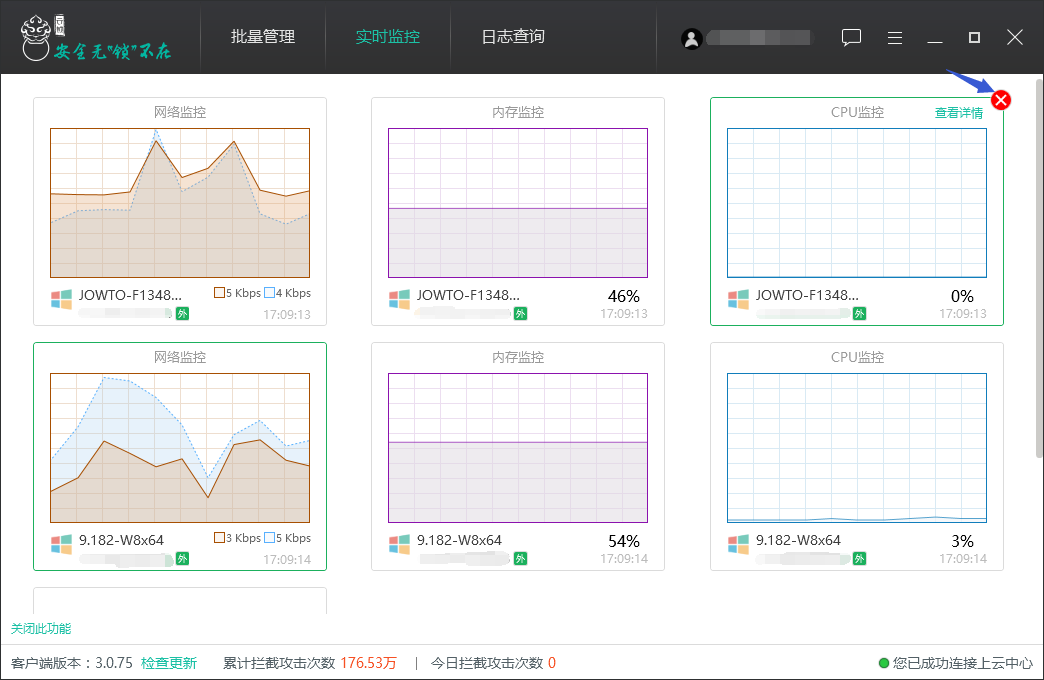 安全无"锁"不在
批量管理
实时监控
日志查询
网络监控
JOWTO-F1348...
5 Kbps 4 Kbps
外
17:09:13
内存监控
JOWTO-F1348...
46%
外
17:09:13
CPU监控
查看详情
JOWTO-F1348...
0%
外
17:09:13
网络监控
9.182-W8x64
3 Kbps 5 Kbps
外
17:09:14
内存监控
9.182-W8x64
54%
外
17:09:14
CPU监控
9.182-W8x64
3%
外
17:09:14
关闭此功能
客户端版本：3.0.75 检查更新 累计拦截攻击次数 176.53万 | 今日拦截攻击次数 0
您已成功连接上云中心